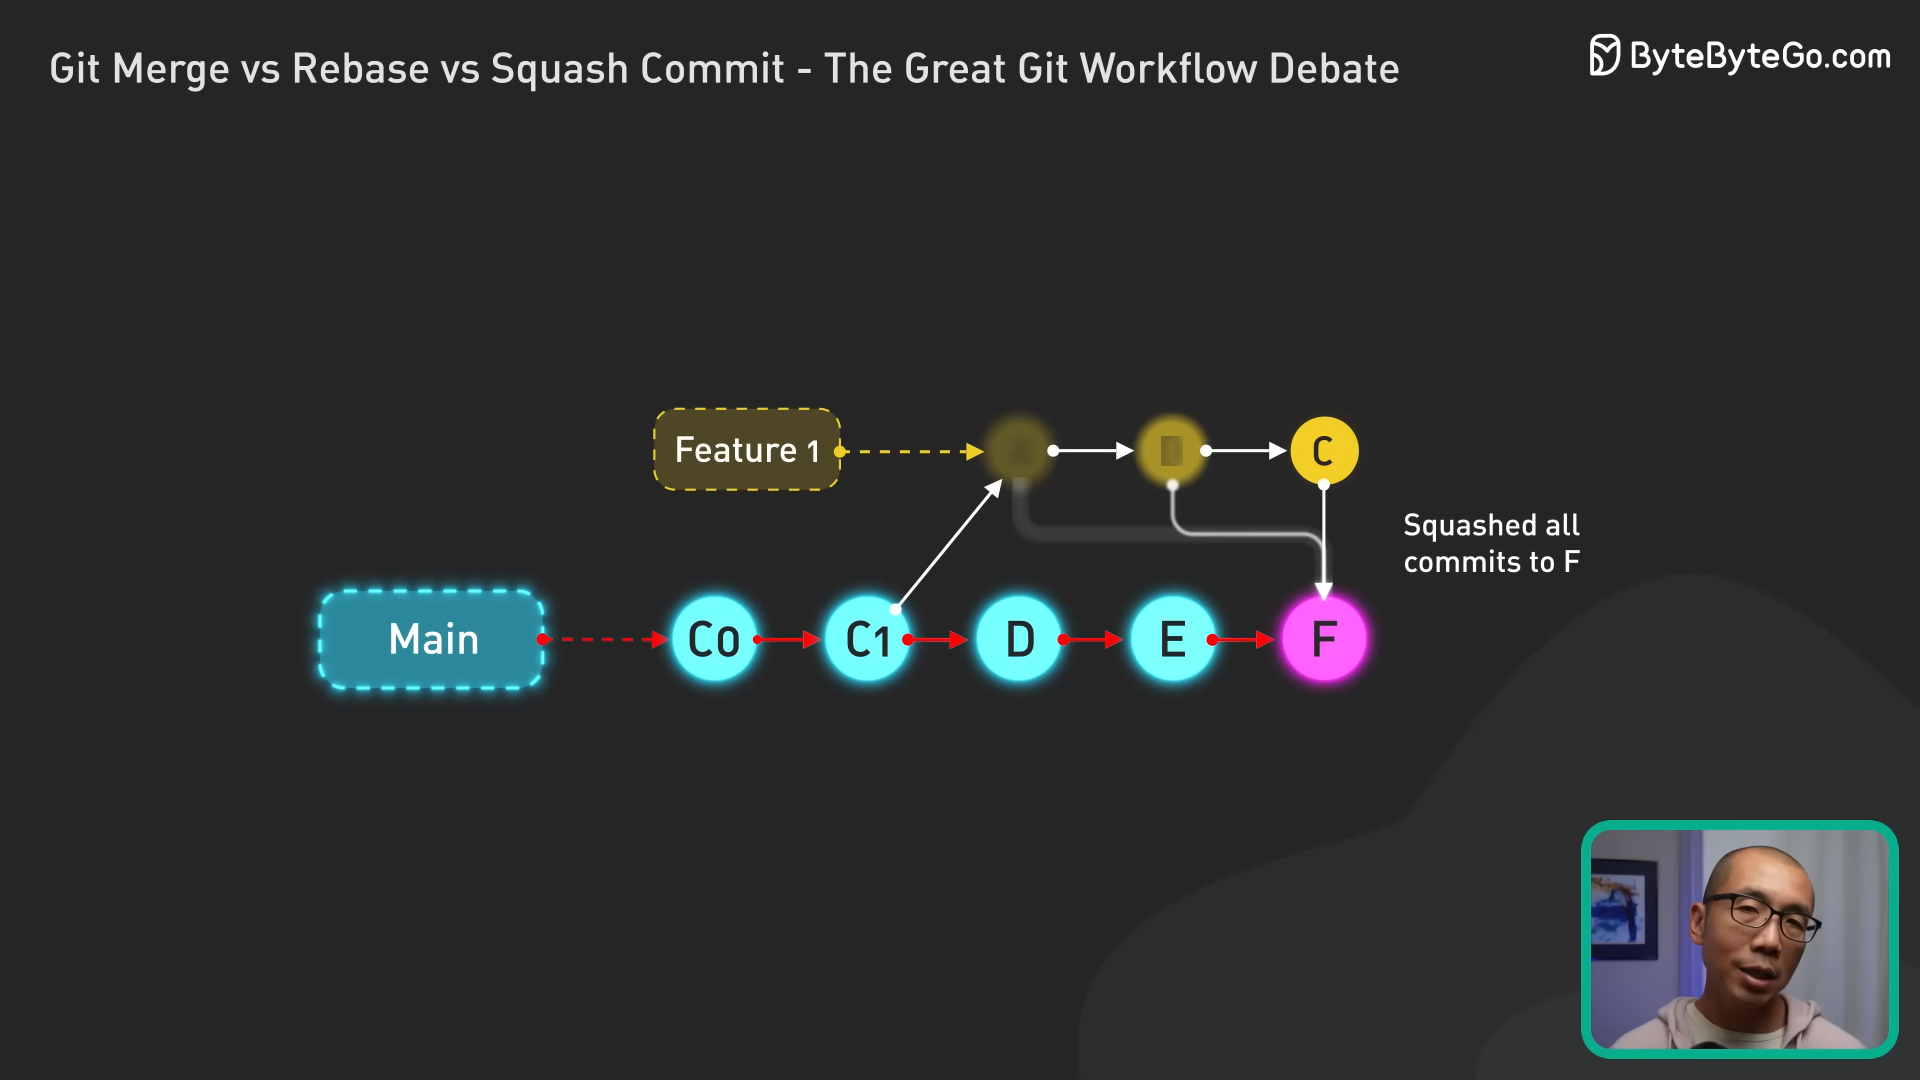 Git Merge vs Rebase vs Squash Commit - The Great Git Workflow Debate
ByteByteGo.com
Feature 1
C
Squashed all
commits to F
Main
C0
C1
D
E
F